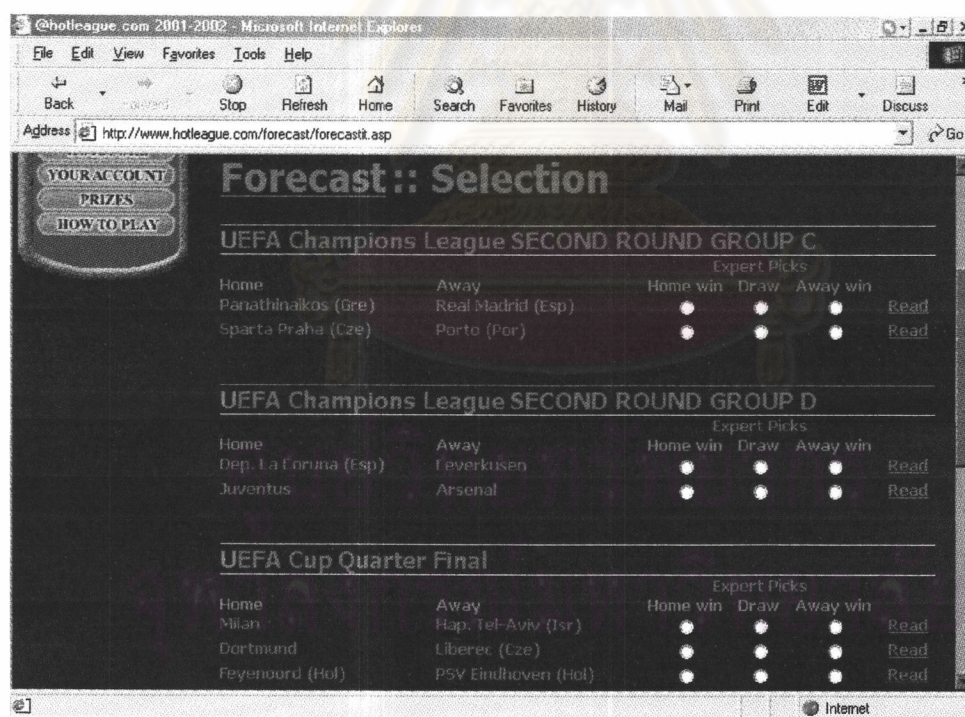 @hotleague.com 2001-2002 - Microsoft Internet Explorer
File Edit View Favorites Tools Help
Back Forward Stop Refresh Home Search Favorites History Mail Print Edit Discuss
Address http://www.hotleague.com/forecast/forecastit.asp Go
YOUR ACCOUNT
PRIZES
HOW TO PLAY
Forecast :: Selection
UEFA Champions League SECOND ROUND GROUP C
Expert Picks
Home Away Home win Draw Away win
Panathinaikos (Gre) Real Madrid (Esp) Read
Sparta Praha (Cze) Porto (Por) Read
UEFA Champions League SECOND ROUND GROUP D
Expert Picks
Home Away Home win Draw Away win
Dep. La Coruna (Esp) Leverkusen Read
Juventus Arsenal Read
UEFA Cup Quarter Final
Expert Picks
Home Away Home win Draw Away win
Milan Hap. Tel-Aviv (Isr) Read
Dortmund Liberec (Cze) Read
Feyenoord (Hol) PSV Eindhoven (Hol) Read
Internet